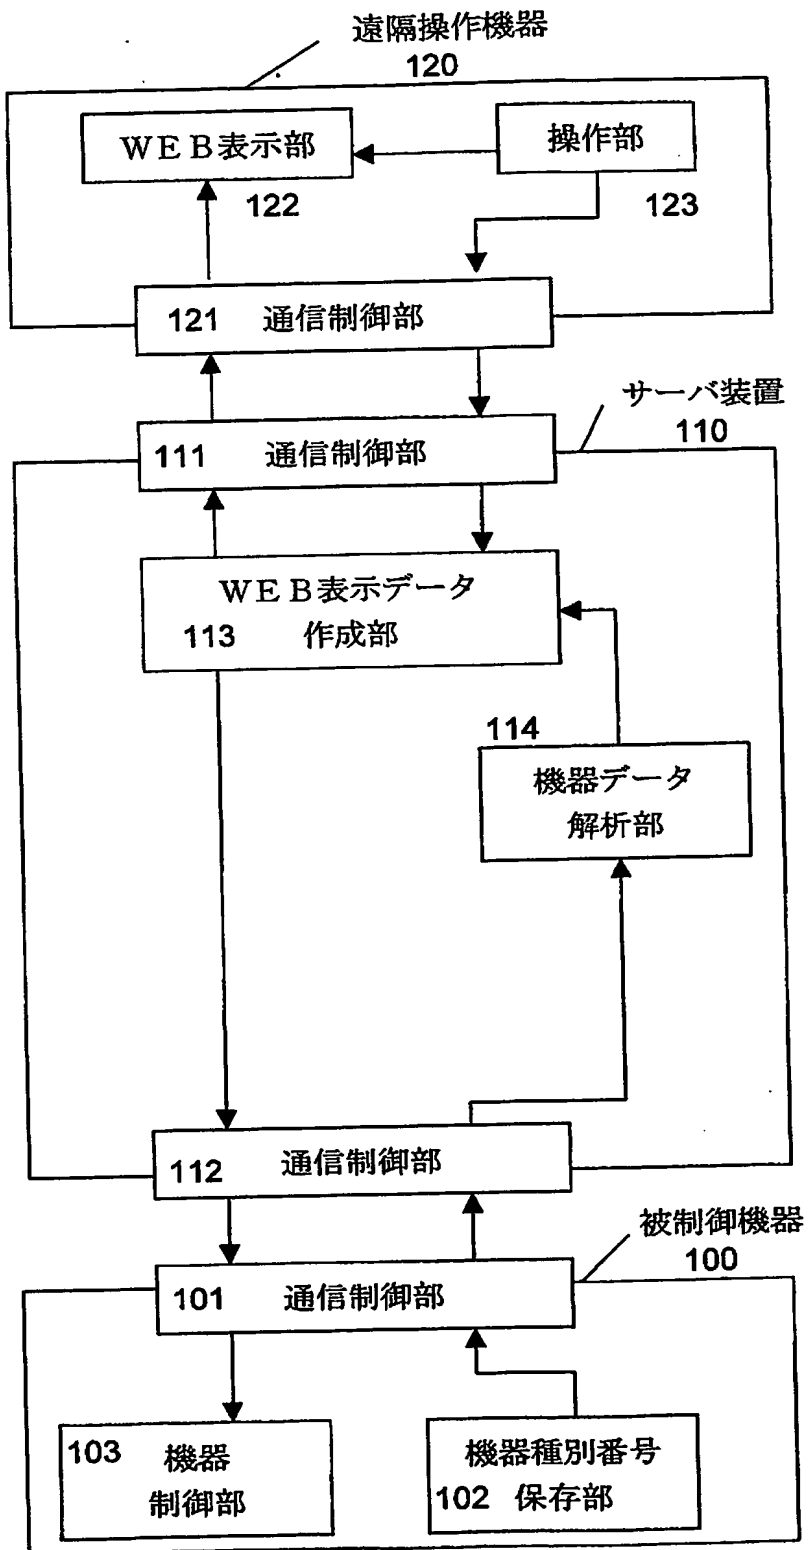 遠隔操作機器
120
ＷＥＢ表示部
操作部
122
123
121 通信制御部
サーバ装置
110
111 通信制御部
ＷＥＢ表示データ
113 作成部
114
機器データ
解析部
112 通信制御部
被制御機器
100
101 通信制御部
103 機器
制御部
機器種別番号
102 保存部